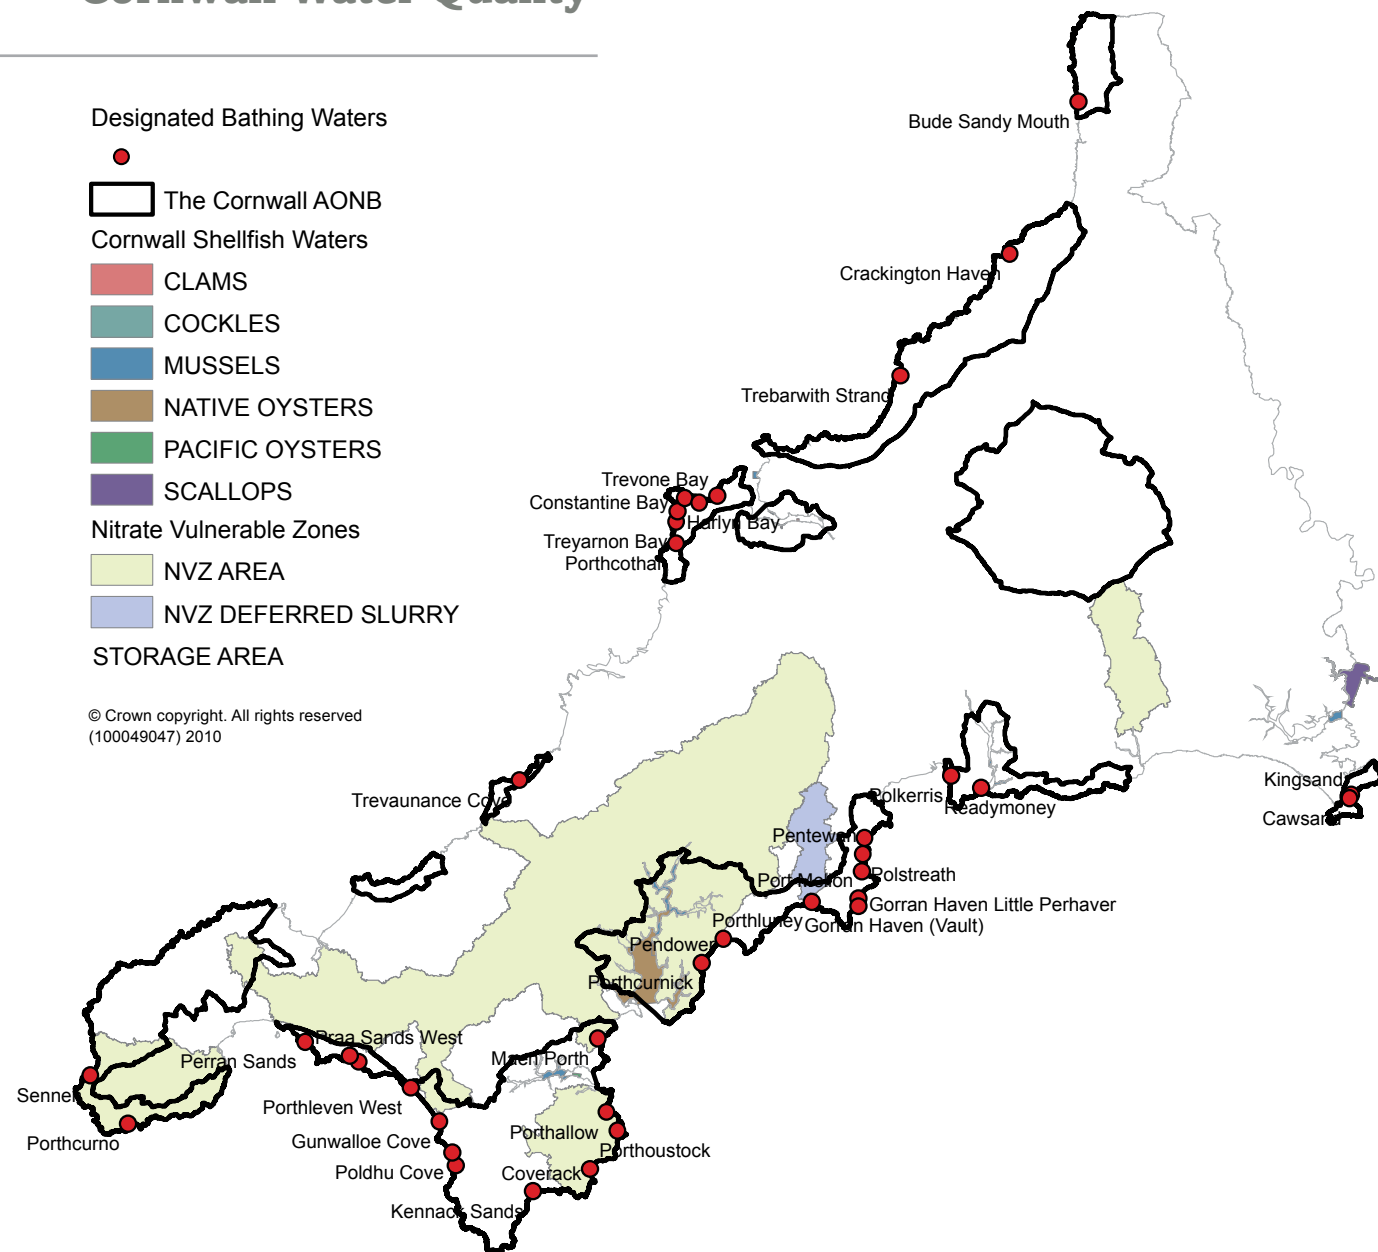 Cornwall Water Quality
Designated Bathing Waters
The Cornwall AONB
Cornwall Shellfish Waters
CLAMS
COCKLES
MUSSELS
NATIVE OYSTERS
PACIFIC OYSTERS
SCALLOPS
Nitrate Vulnerable Zones
NVZ AREA
NVZ DEFERRED SLURRY
STORAGE AREA
© Crown copyright. All rights reserved
(100049047) 2010
Bude Sandy Mouth
Crackington Haven
Trebarwith Strand
Trevone Bay
Constantine Bay
Harlyn Bay
Treyarnon Bay
Porthcothan
Trevaunance Cove
Polkerris
Readymoney
Kingsand
Cawsand
Pentewan
Port Mellon
Polstreath
Gorran Haven Little Perhaver
Porthluney
Gorran Haven (Vault)
Pendower
Porthcurnick
Praa Sands West
Perran Sands
Maen Porth
Sennen
Porthcurno
Porthleven West
Gunwalloe Cove
Poldhu Cove
Porthallow
Porthoustock
Coverack
Kennack Sands